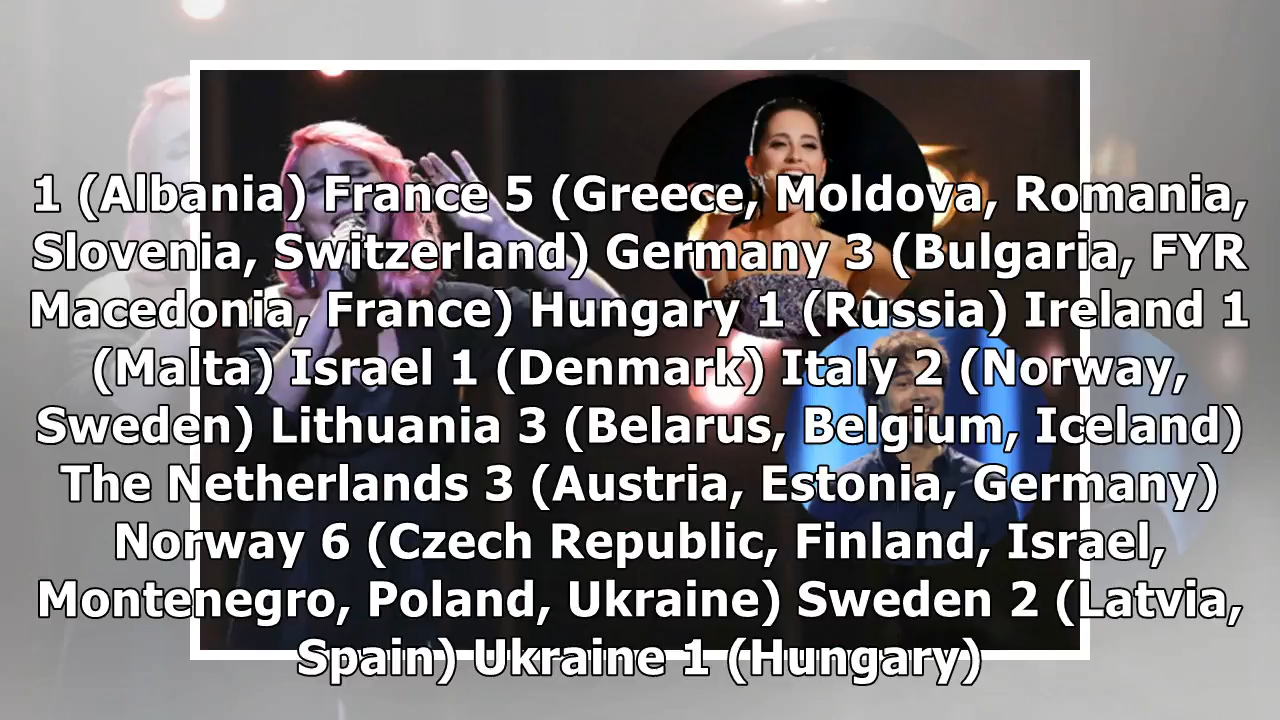 1 (Albania) France 5 (Greece, Moldova, Romania,
Slovenia, Switzerland) Germany 3 (Bulgaria, FYR
Macedonia, France) Hungary 1 (Russia) Ireland 1
(Malta) Israel 1 (Denmark) Italy 2 (Norway,
Sweden) Lithuania 3 (Belarus, Belgium, Iceland)
The Netherlands 3 (Austria, Estonia, Germany)
Norway 6 (Czech Republic, Finland, Israel,
Montenegro, Poland, Ukraine) Sweden 2 (Latvia,
Spain) Ukraine 1 (Hungary)